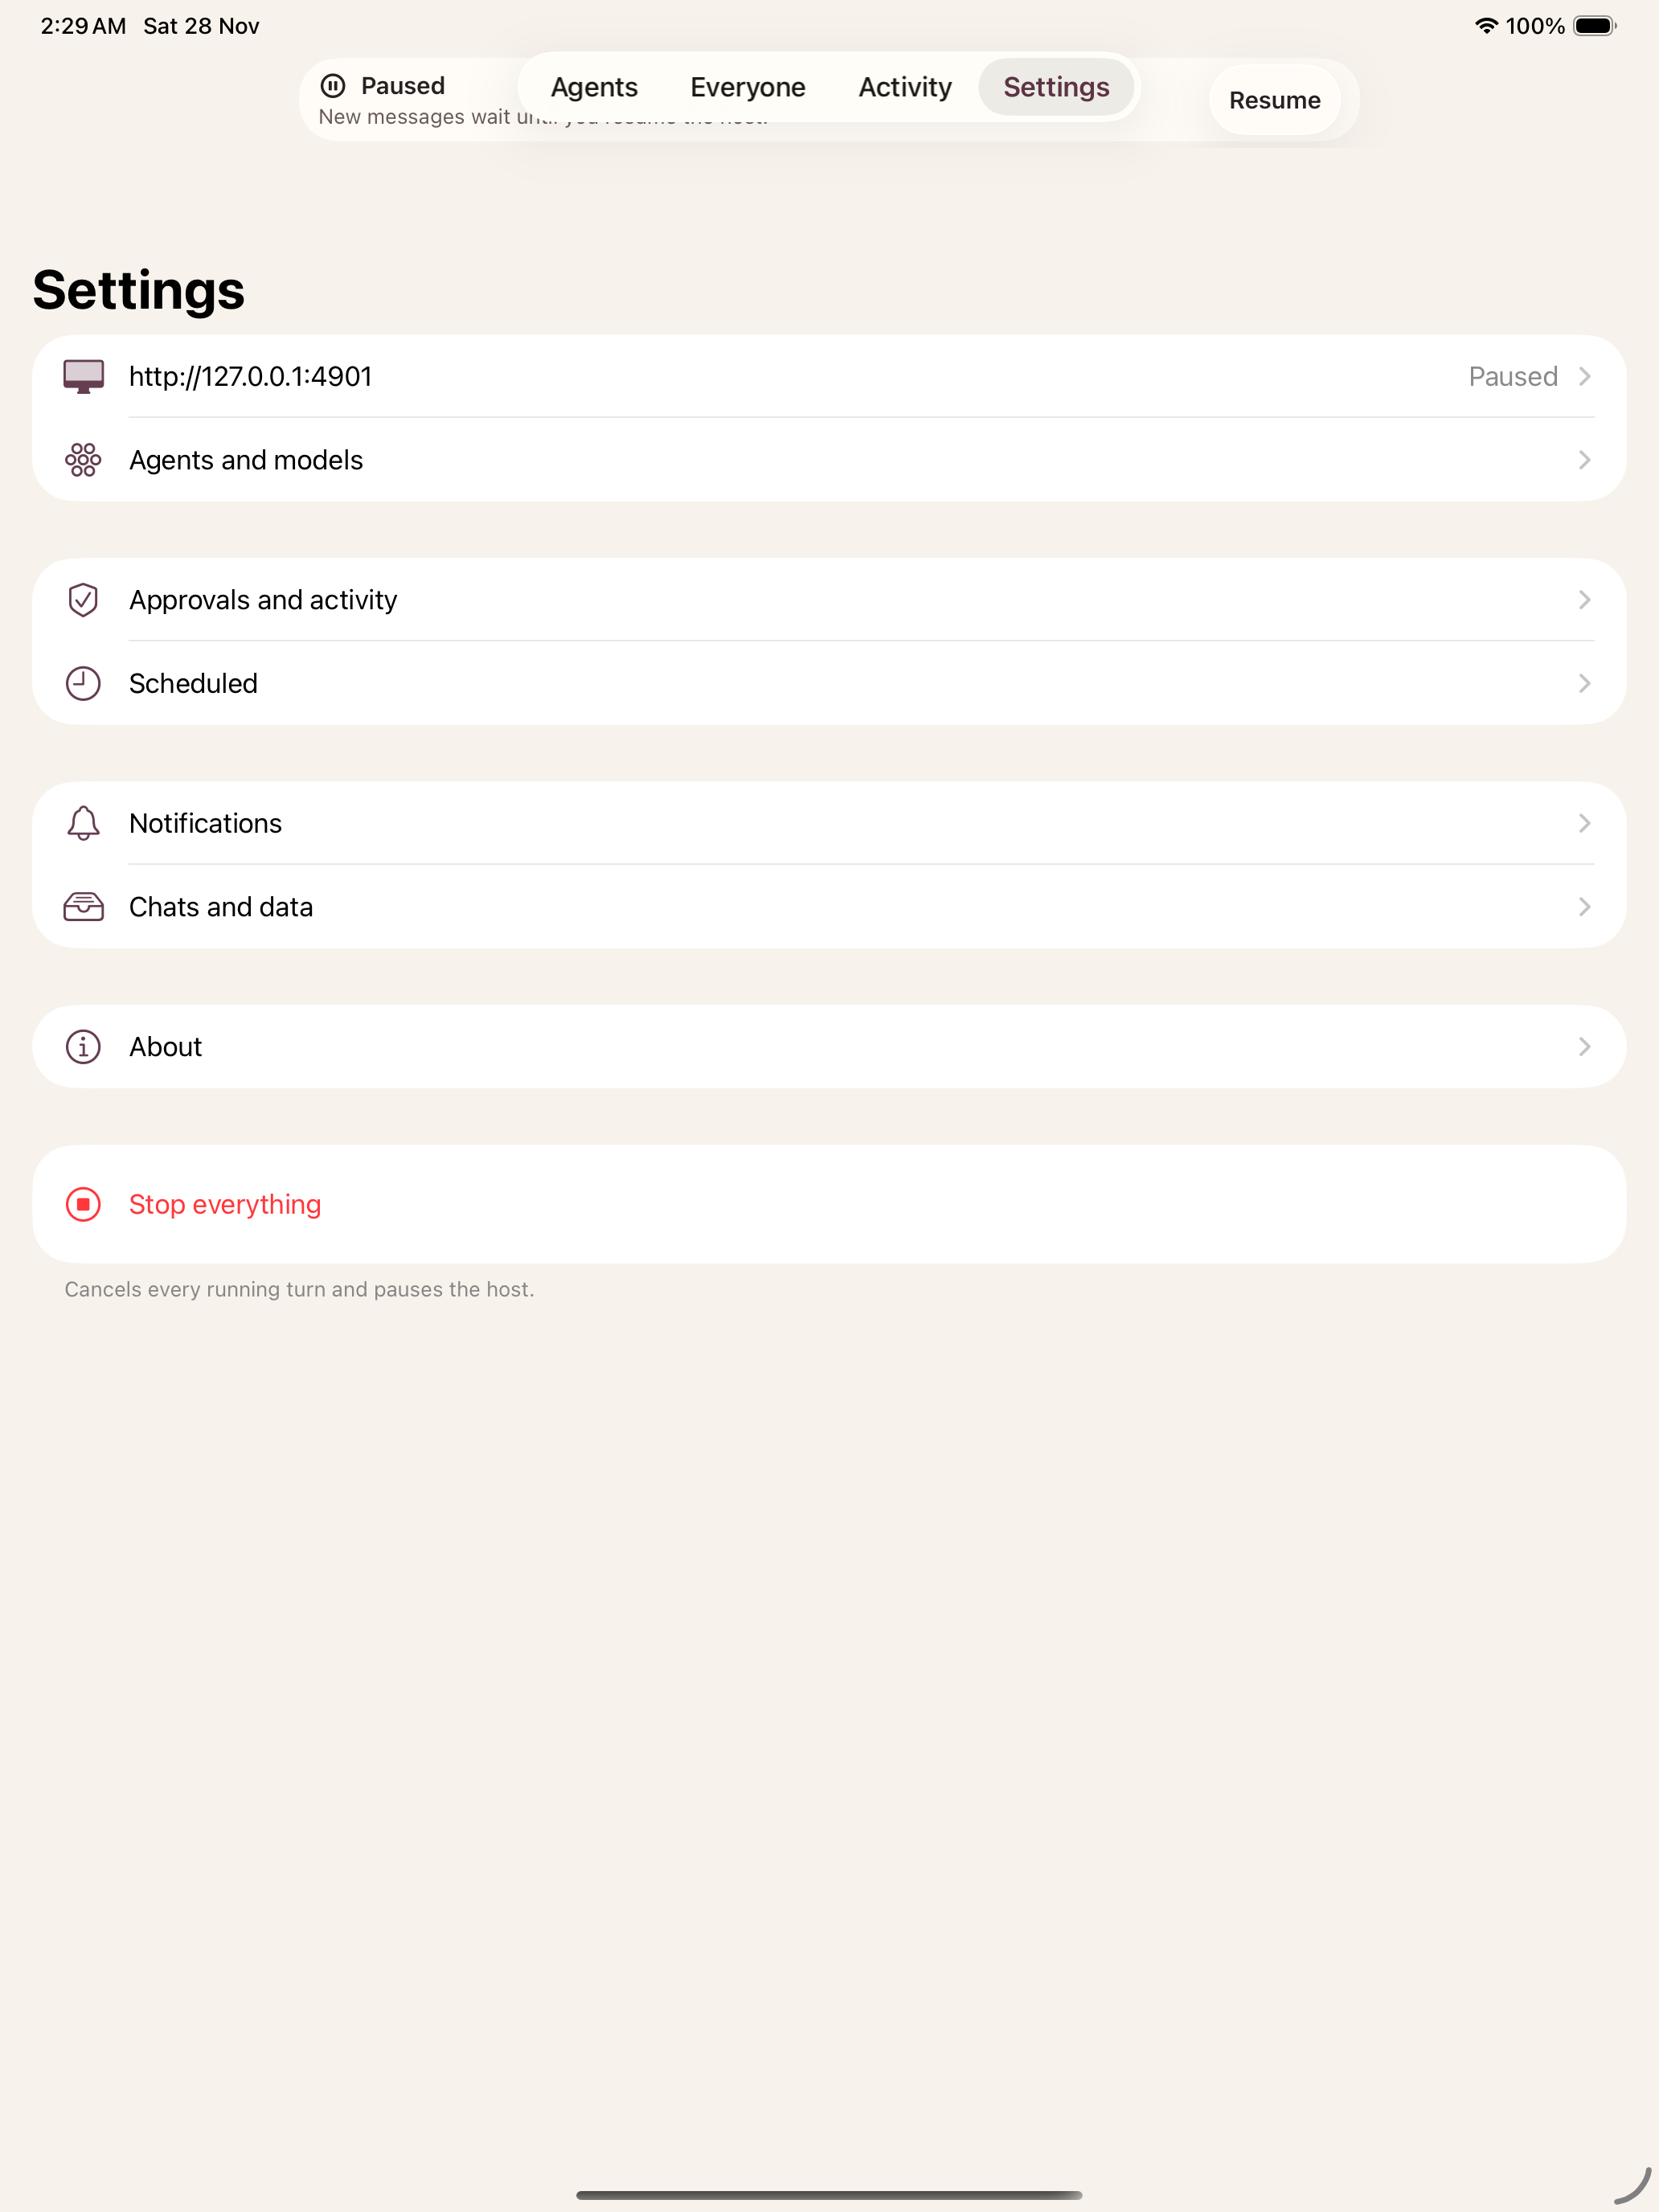 2:29 AM Sat 28 Nov
100%
Paused
New messages wait
Agents
Everyone
Activity
Settings
Resume
Settings
http://127.0.0.1:4901
Paused
Agents and models
Approvals and activity
Scheduled
Notifications
Chats and data
About
Stop everything
Cancels every running turn and pauses the host.